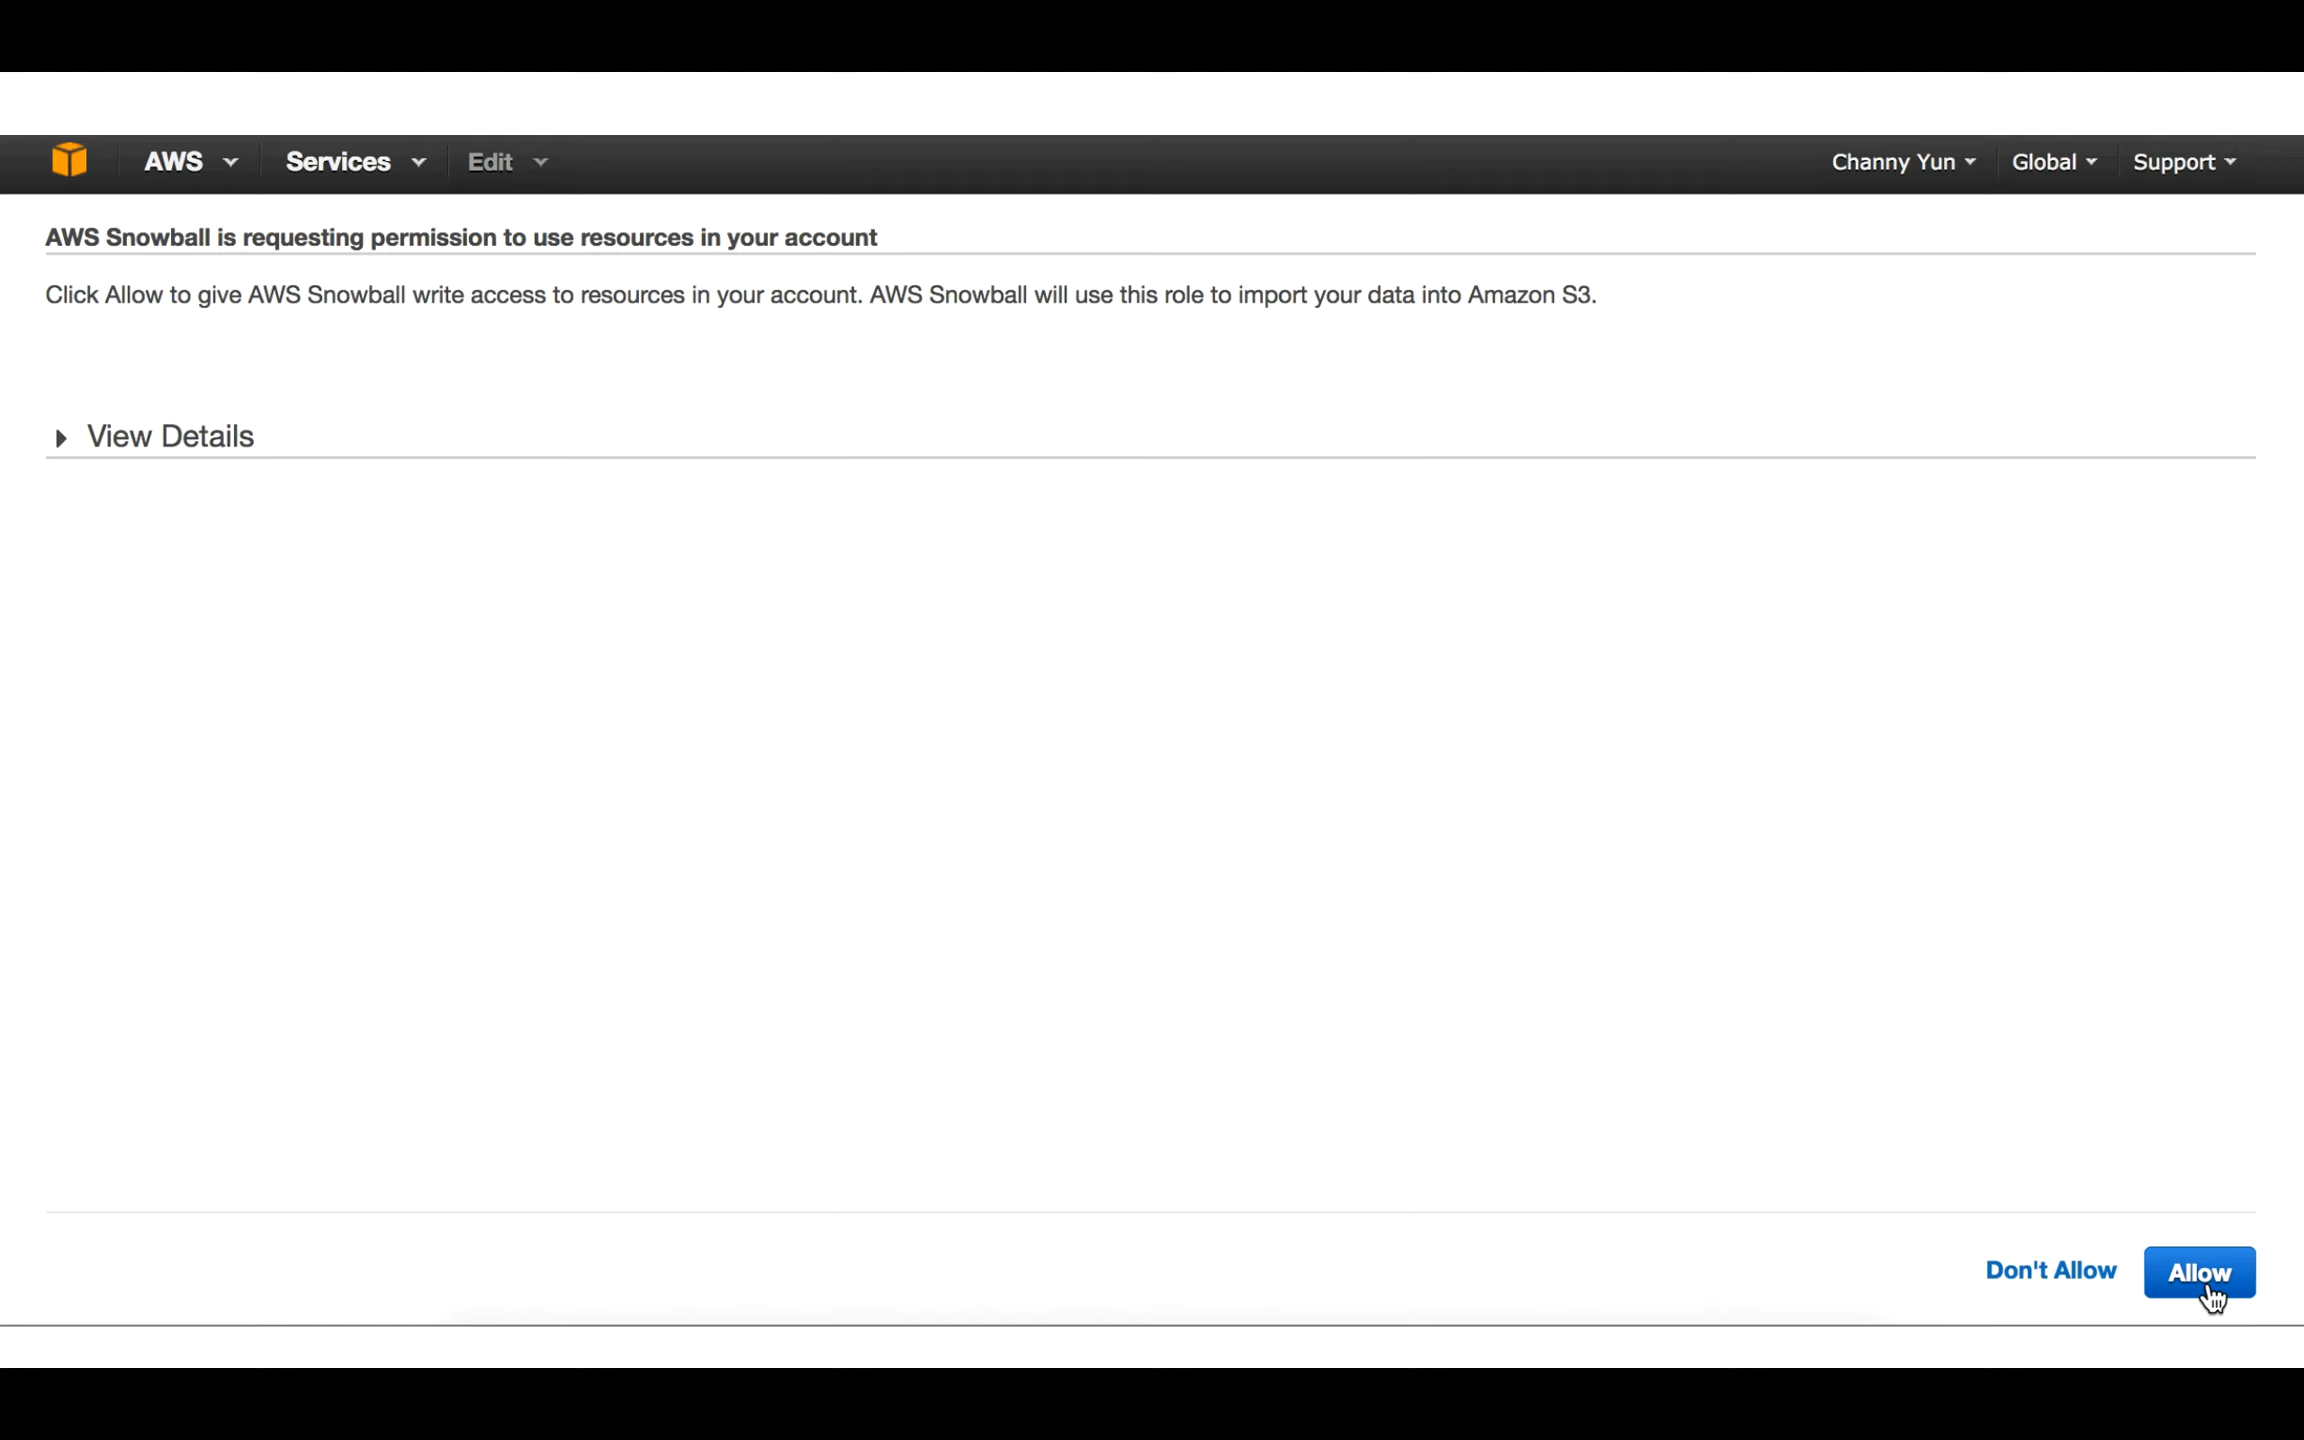 AWS Services Edit Channy Yun Global Support
AWS Snowball is requesting permission to use resources in your account
Click Allow to give AWS Snowball write access to resources in your account. AWS Snowball will use this role to import your data into Amazon S3.
View Details
Don't Allow Allow